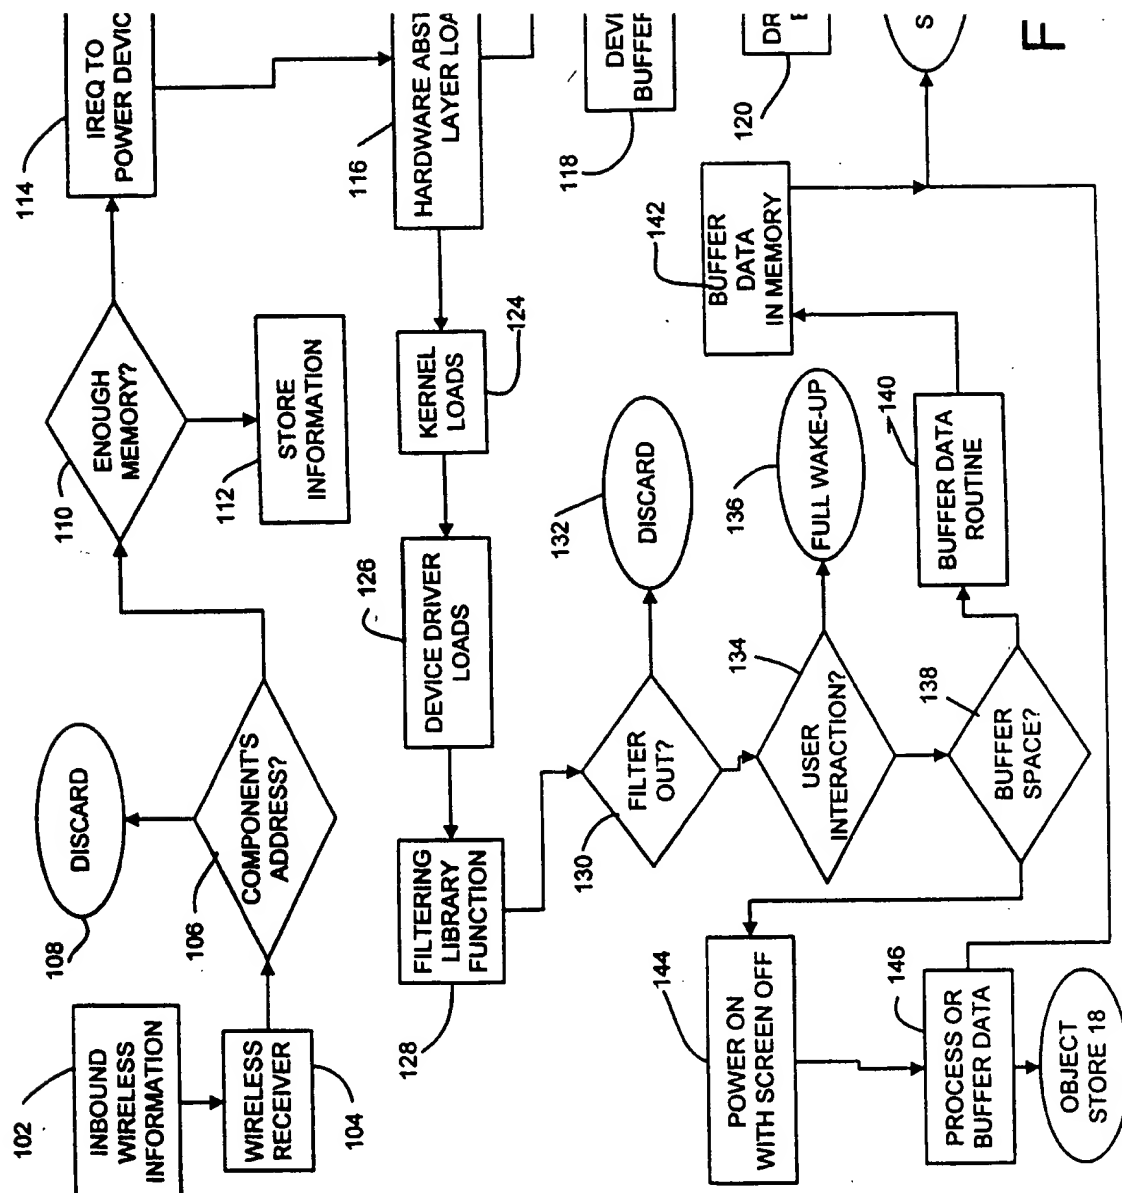 102
INBOUND
WIRELESS
INFORMATION
WIRELESS
RECEIVER
104
108
DISCARD
106
COMPONENT'S
ADDRESS?
110
ENOUGH
MEMORY?
112
STORE
INFORMATION
114
IREQ TO
POWER DEVIC
116
HARDWARE ABST
LAYER LOA
KERNEL
LOADS
124
126
DEVICE DRIVER
LOADS
FILTERING
LIBRARY
FUNCTION
128
130
FILTER
OUT?
132
DISCARD
134
USER
INTERACTION?
136
FULL WAKE-UP
138
BUFFER
SPACE?
140
BUFFER DATA
ROUTINE
142
BUFFER
DATA
IN MEMORY
144
POWER ON
WITH SCREEN OFF
146
PROCESS OR
BUFFER DATA
OBJECT
STORE 18
DEVI
BUFFER
118
DR
120
S
F